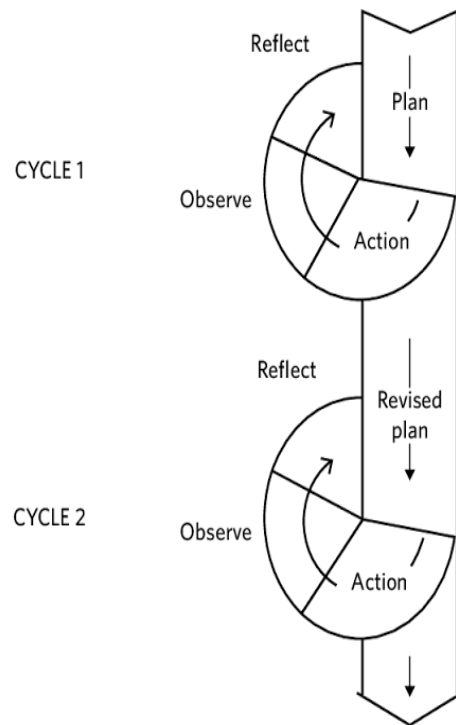 Reflect
Plan
CYCLE 1
Observe
Action
Reflect
Revised
plan
CYCLE 2
Observe
Action